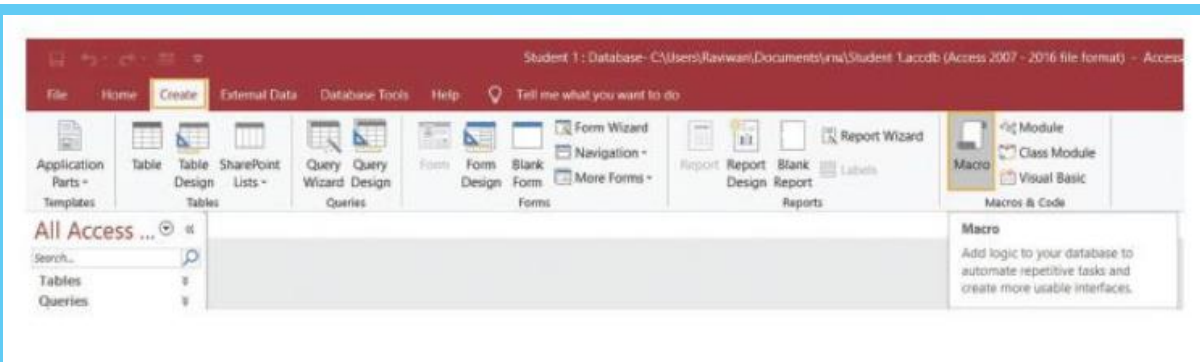 Student 1 : Database- C:\Users\Raviwan\Documents\rnu\Student 1.accdb (Access 2007 - 2016 file format) - Access
File Home Create External Data Database Tools Help Tell me what you want to do
Application Parts
Table
Table Design
SharePoint Lists
Query Wizard
Query Design
Form
Form Design
Blank Form
Form Wizard
Navigation
More Forms
Report
Report Design
Blank Report
Report Wizard
Labels
Macro
Module
Class Module
Visual Basic
Templates Tables Queries Forms Reports Macros & Code
All Access ...
Search...
Tables
Queries
Macro
Add logic to your database to
automate repetitive tasks and
create more usable interfaces.